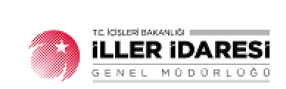 T.C. İÇİŞLERİ BAKANLIĞI
İLLER İDARESİ
GENEL MÜDÜRLÜĞÜ